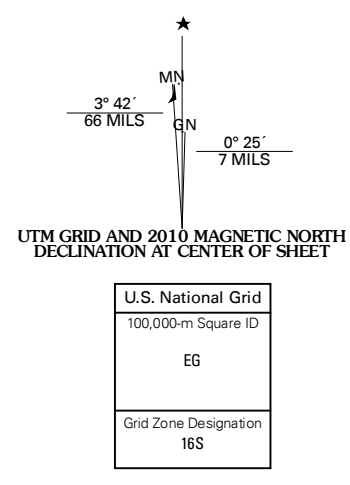 MN
3° 42´
66 MILS
GN
0° 25´
7 MILS
UTM GRID AND 2010 MAGNETIC NORTH
DECLINATION AT CENTER OF SHEET
U.S. National Grid
100,000-m Square ID
EG
Grid Zone Designation
16S